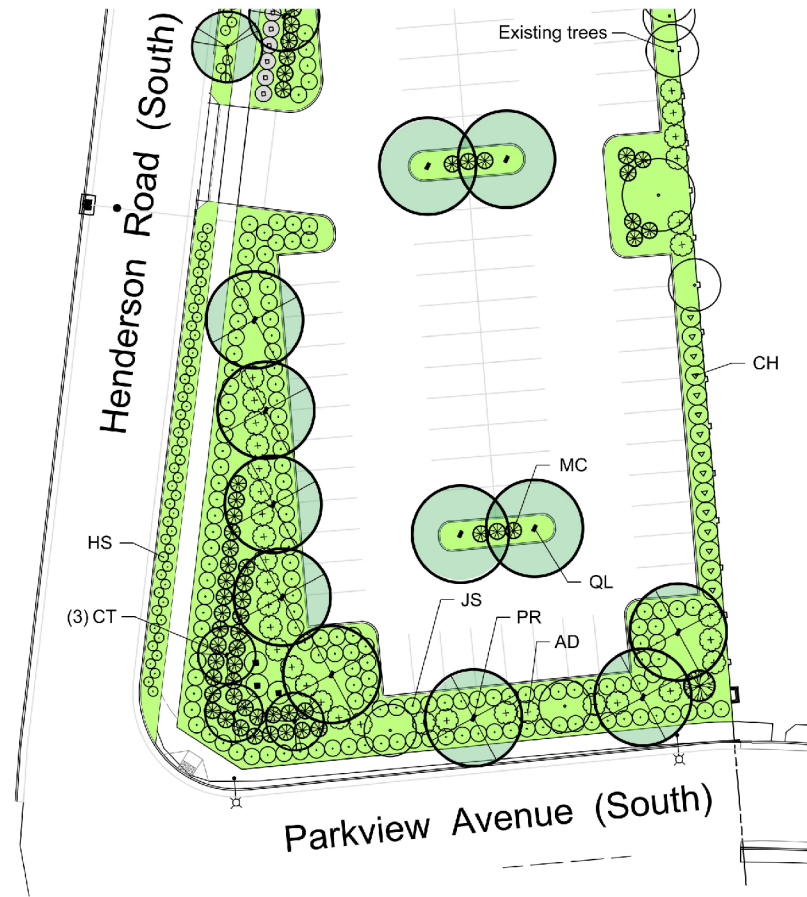 Existing trees
Henderson Road (South)
CH
MC
HS
QL
JS
(3) CT
PR
AD
Parkview Avenue (South)